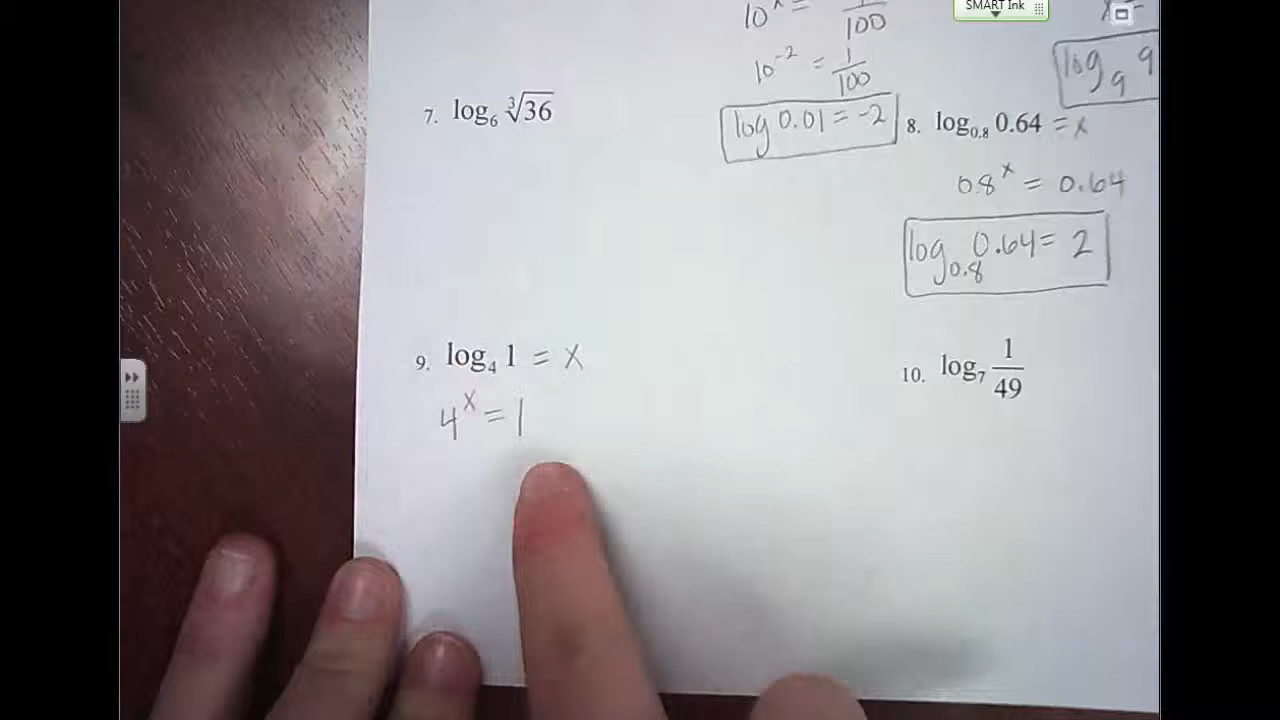 SMART Ink
10^x =
100
10^-2 = 1/100
log 0.01 = -2
log_9 9
7. log_6 ∛36
8. log_0.8 0.64 = x
0.8^x = 0.64
log_0.8 0.64 = 2
9. log_4 1 = x
4^x = 1
10. log_7 1/49